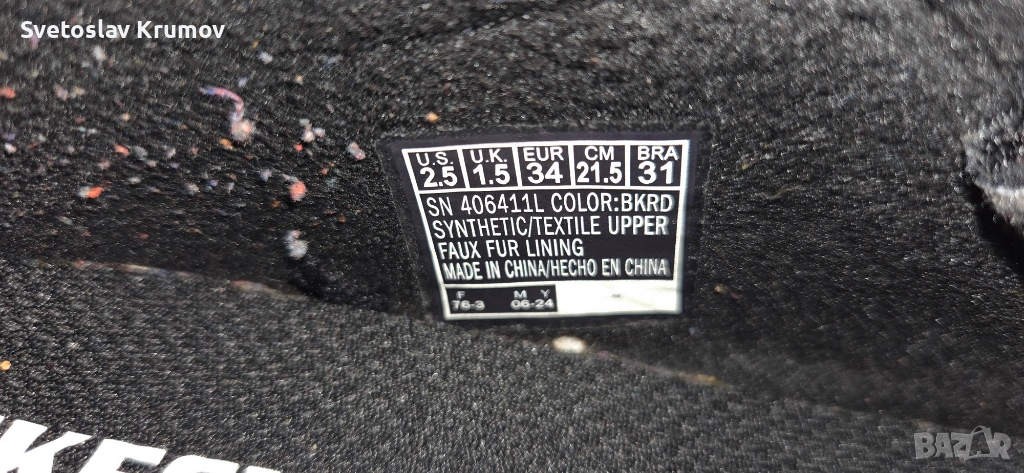 Svetoslav Krumov
U.S. U.K. EUR CM BRA
2.5 1.5 34 21.5 31
SN 406411L COLOR:BKRD
SYNTHETIC/TEXTILE UPPER
FAUX FUR LINING
MADE IN CHINA/HECHO EN CHINA
F M Y
76-3 06-24
BAZAR